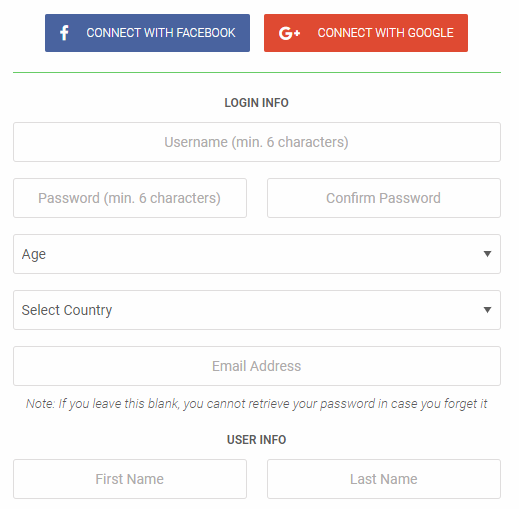 CONNECT WITH FACEBOOK
G+ CONNECT WITH GOOGLE
LOGIN INFO
Username (min. 6 characters)
Password (min. 6 characters)
Confirm Password
Age
Select Country
Email Address
Note: If you leave this blank, you cannot retrieve your password in case you forget it
USER INFO
First Name
Last Name